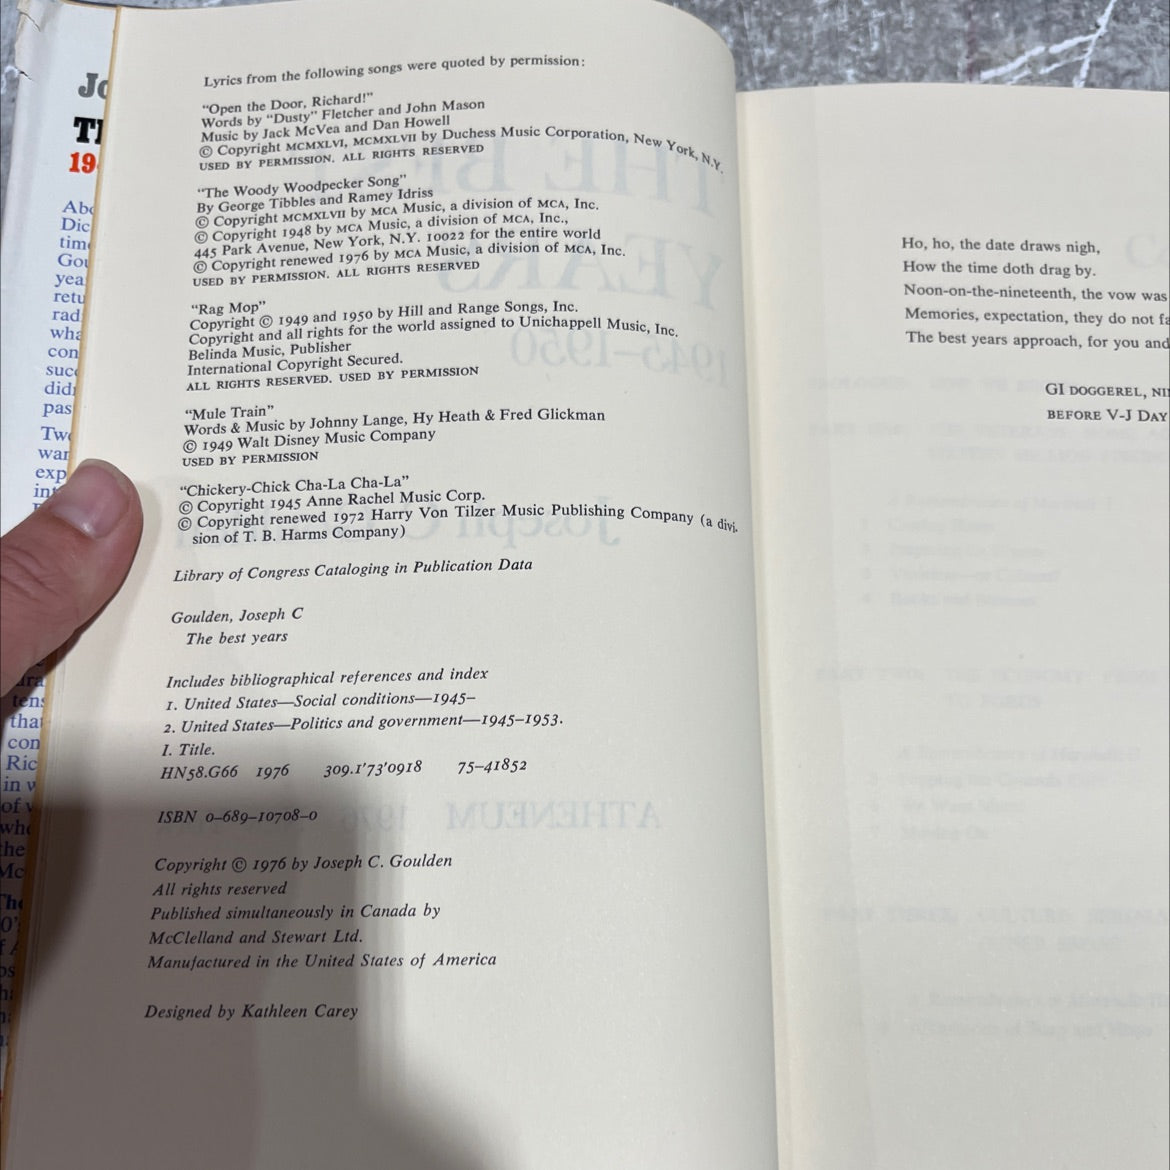 Lyrics from the following songs were quoted by permission:
"Open the Door, Richard!"
Words by "Dusty" Fletcher and John Mason
Music by Jack McVea and Dan Howell
© Copyright MCMXLVI, MCMXLVII by Duchess Music Corporation, New York, N.Y.
USED BY PERMISSION. ALL RIGHTS RESERVED
"The Woody Woodpecker Song"
By George Tibbles and Ramey Idriss
© Copyright MCMXLVII by MCA Music, a division of MCA, Inc.
© Copyright 1948 by MCA Music, a division of MCA, Inc.,
445 Park Avenue, New York, N.Y. 10022 for the entire world
© Copyright renewed 1976 by MCA Music, a division of MCA, Inc.
USED BY PERMISSION. ALL RIGHTS RESERVED
"Rag Mop"
Copyright © 1949 and 1950 by Hill and Range Songs, Inc.
Copyright and all rights for the world assigned to Unichappell Music, Inc.
Belinda Music, Publisher
International Copyright Secured.
ALL RIGHTS RESERVED. USED BY PERMISSION
"Mule Train"
Words & Music by Johnny Lange, Hy Heath & Fred Glickman
© 1949 Walt Disney Music Company
USED BY PERMISSION
"Chickery-Chick Cha-La Cha-La"
© Copyright 1945 Anne Rachel Music Corp.
© Copyright renewed 1972 Harry Von Tilzer Music Publishing Company (a divi-
sion of T. B. Harms Company)
Library of Congress Cataloging in Publication Data
Goulden, Joseph C
The best years
Includes bibliographical references and index
1. United States—Social conditions—1945–
2. United States—Politics and government—1945–1953.
I. Title.
HN58.G66 1976 309.1'73'0918 75-41852
ISBN 0-689-10708-0
Copyright © 1976 by Joseph C. Goulden
All rights reserved
Published simultaneously in Canada by
McClelland and Stewart Ltd.
Manufactured in the United States of America
Designed by Kathleen Carey
Ho, ho, the date draws nigh,
How the time doth drag by.
Noon-on-the-nineteenth, the vow was
Memories, expectation, they do not
The best years approach, for you and
GI DOGGEREL,
BEFORE V-J DAY